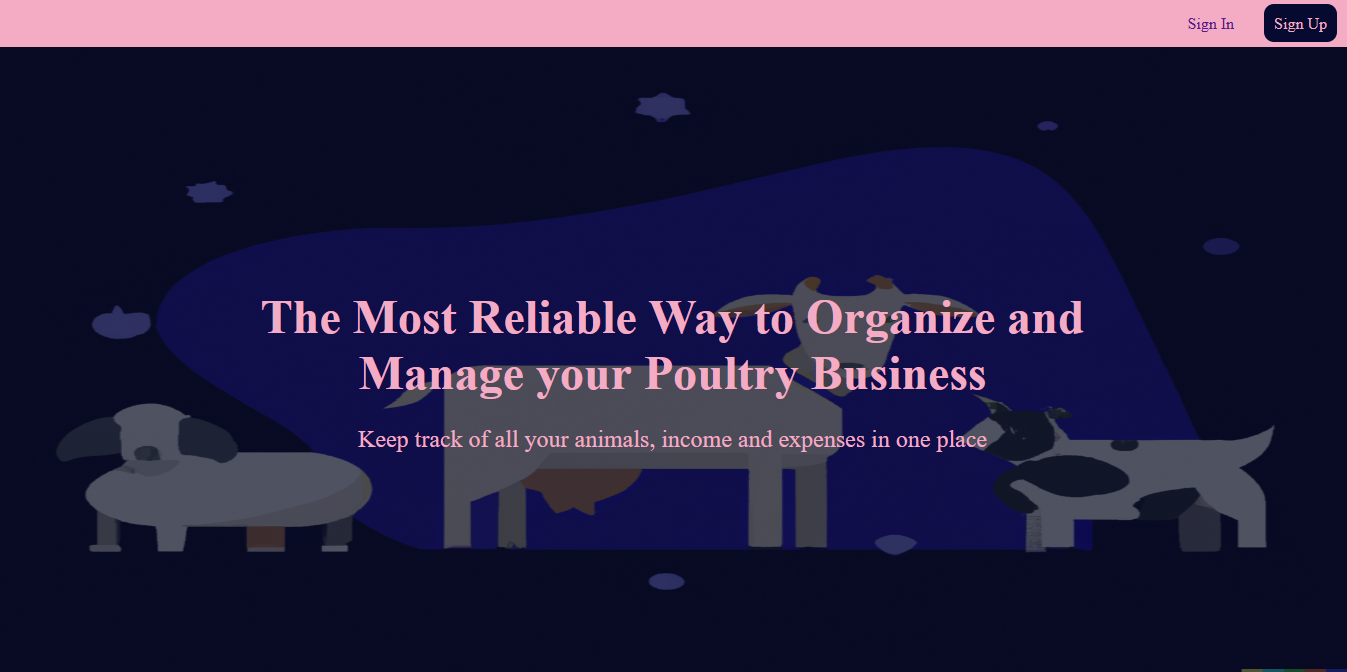 Sign In
Sign Up
The Most Reliable Way to Organize and
Manage your Poultry Business
Keep track of all your animals, income and expenses in one place